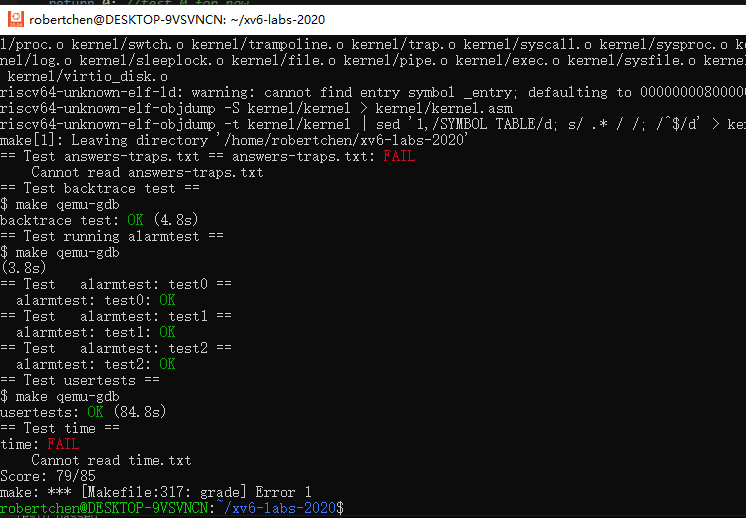 return 0; //test 0 for now
robertchen@DESKTOP-9VSVNCN: ~/xv6-labs-2020
l/proc.o kernel/swtch.o kernel/trampoline.o kernel/trap.o kernel/syscall.o kernel/sysproc.o
nel/log.o kernel/sleeplock.o kernel/file.o kernel/pipe.o kernel/exec.o kernel/sysfile.o
kernel/virtio_disk.o
riscv64-unknown-elf-ld: warning: cannot find entry symbol _entry; defaulting to 00000000800000
riscv64-unknown-elf-objdump -S kernel/kernel > kernel/kernel.asm
riscv64-unknown-elf-objdump -t kernel/kernel | sed '1,/SYMBOL TABLE/d; s/ .* / /; /^$/d' > ke
make[1]: Leaving directory '/home/robertchen/xv6-labs-2020'
== Test answers-traps.txt == answers-traps.txt: FAIL
Cannot read answers-traps.txt
== Test backtrace test ==
$ make qemu-gdb
backtrace test: OK (4.8s)
== Test running alarmtest ==
$ make qemu-gdb
(3.8s)
== Test   alarmtest: test0 ==
alarmtest: test0: OK
== Test   alarmtest: test1 ==
alarmtest: test1: OK
== Test   alarmtest: test2 ==
alarmtest: test2: OK
== Test usertests ==
$ make qemu-gdb
usertests: OK (84.8s)
== Test time ==
time: FAIL
Cannot read time.txt
Score: 79/85
make: *** [Makefile:317: grade] Error 1
robertchen@DESKTOP-9VSVNCN:~/xv6-labs-2020$